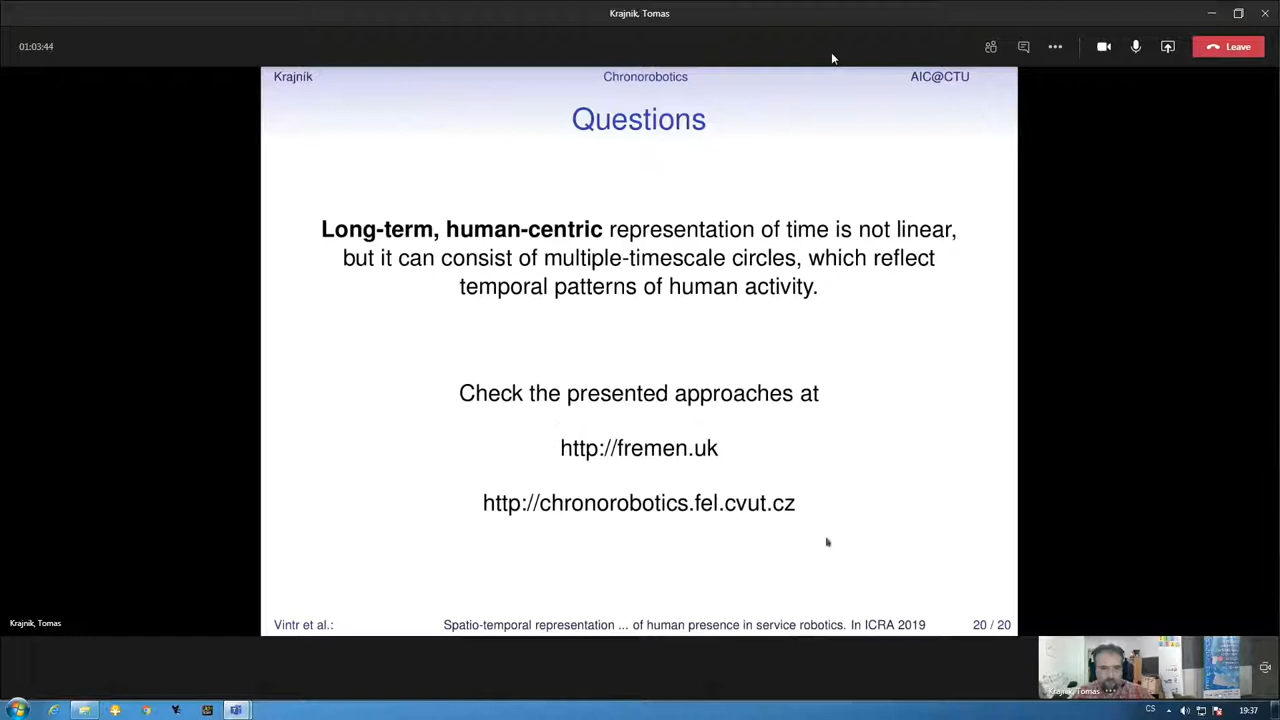 Krajnik, Tomas
01:03:44
Leave
Krajník
Chronorobotics
AIC@CTU
Questions
Long-term, human-centric representation of time is not linear,
but it can consist of multiple-timescale circles, which reflect
temporal patterns of human activity.
Check the presented approaches at
http://fremen.uk
http://chronorobotics.fel.cvut.cz
Krajnik, Tomas
Vintr et al.:
Spatio-temporal representation ... of human presence in service robotics. In ICRA 2019
20 / 20
Krajnik, Tomas
CS
19:37